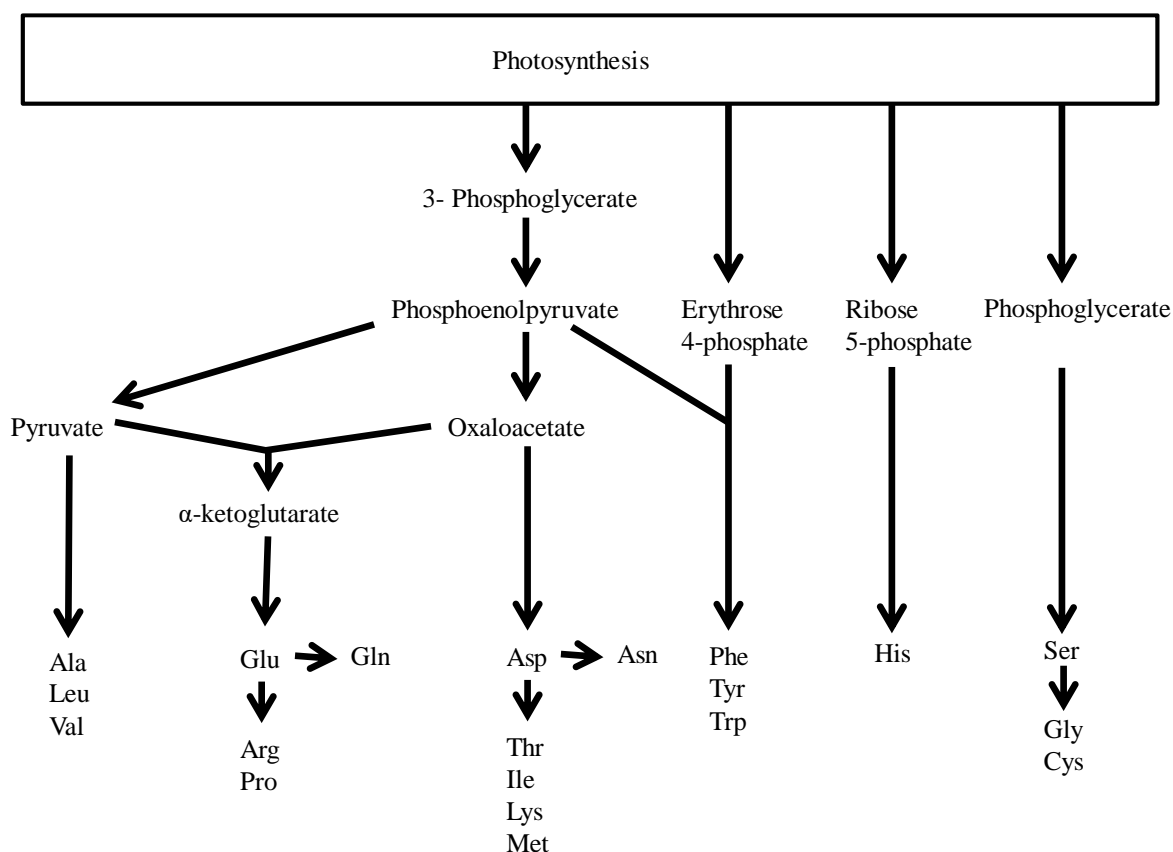 Photosynthesis
3- Phosphoglycerate
Phosphoenolpyruvate
Erythrose
4-phosphate
Ribose
5-phosphate
Phosphoglycerate
Pyruvate
Oxaloacetate
α-ketoglutarate
Ala
Leu
Val
Glu
Gln
Arg
Pro
Asp
Asn
Thr
Ile
Lys
Met
Phe
Tyr
Trp
His
Ser
Gly
Cys